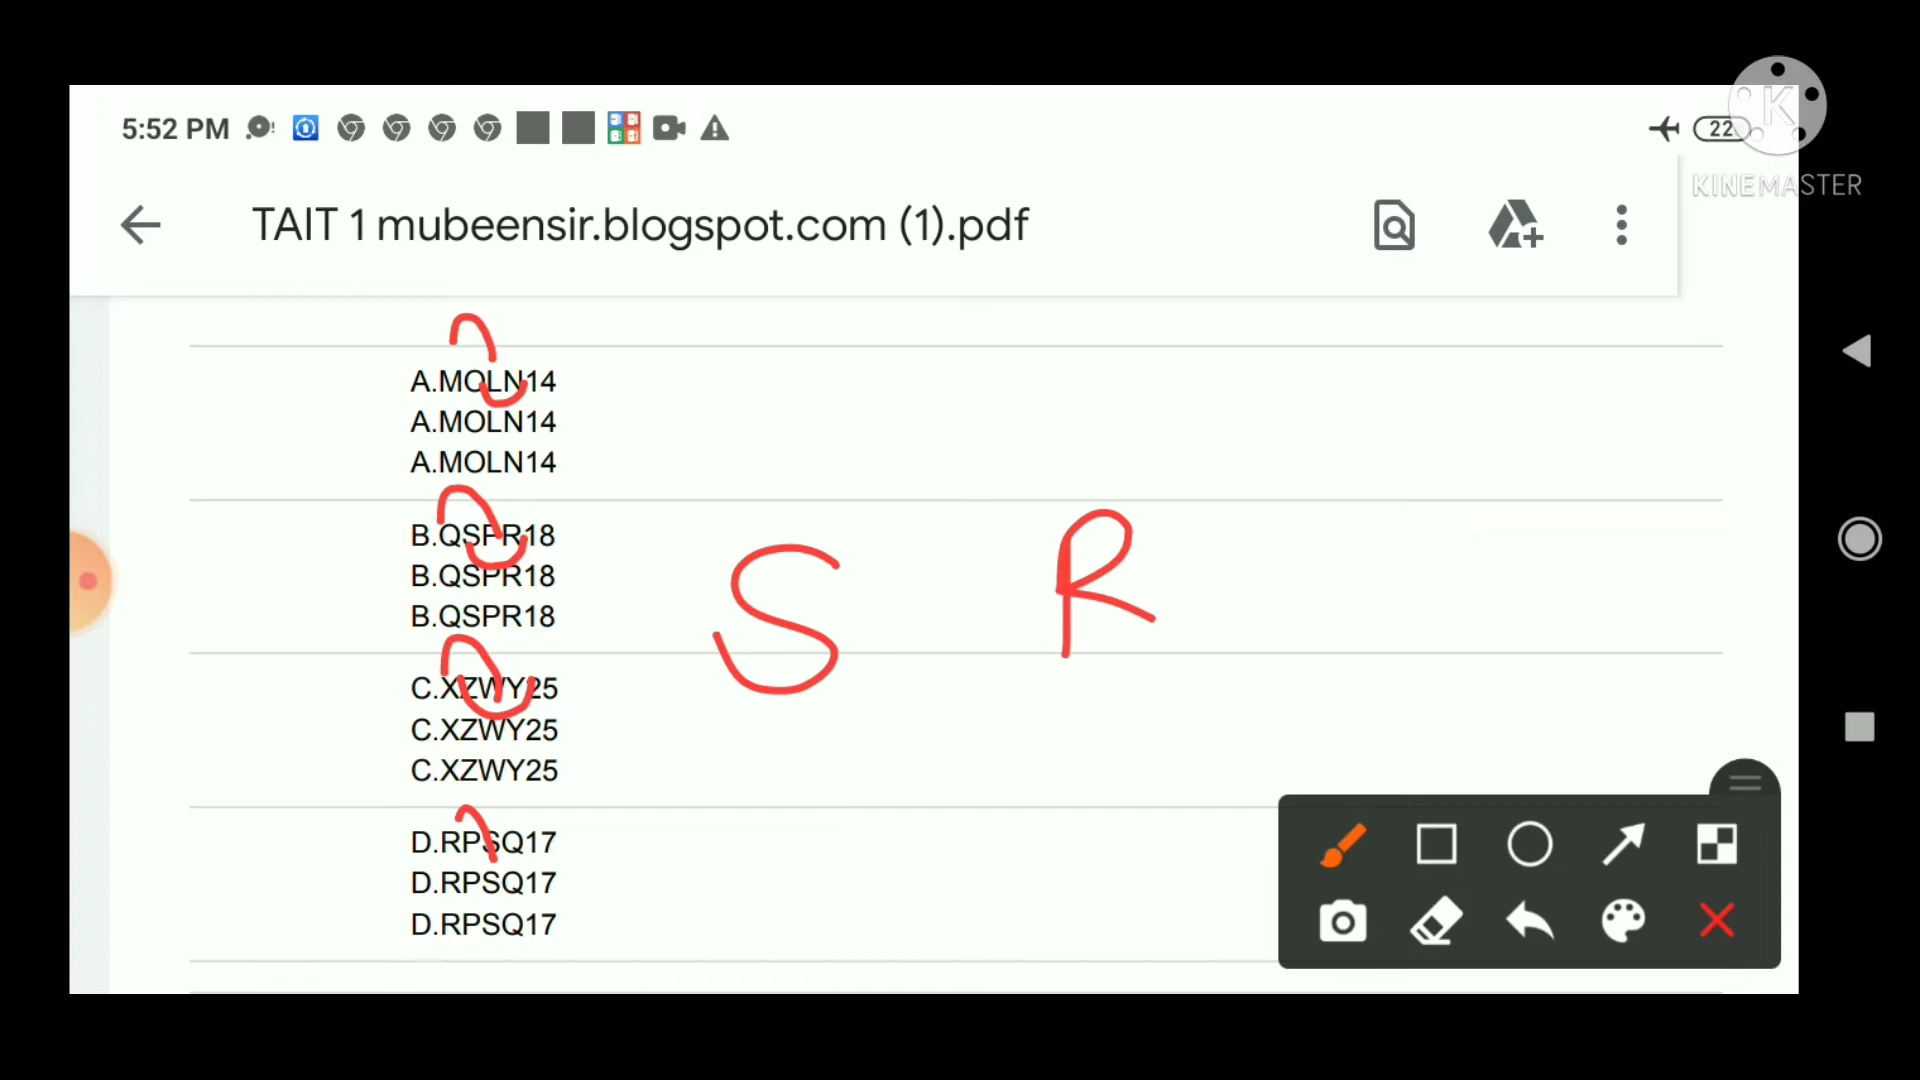 5:52 PM
22
K
KINEMASTER
TAIT 1 mubeensir.blogspot.com (1).pdf
A.MOLN14
A.MOLN14
A.MOLN14
B.QSPR18
B.QSPR18
B.QSPR18
S R
C.XZWY25
C.XZWY25
C.XZWY25
D.RPSQ17
D.RPSQ17
D.RPSQ17